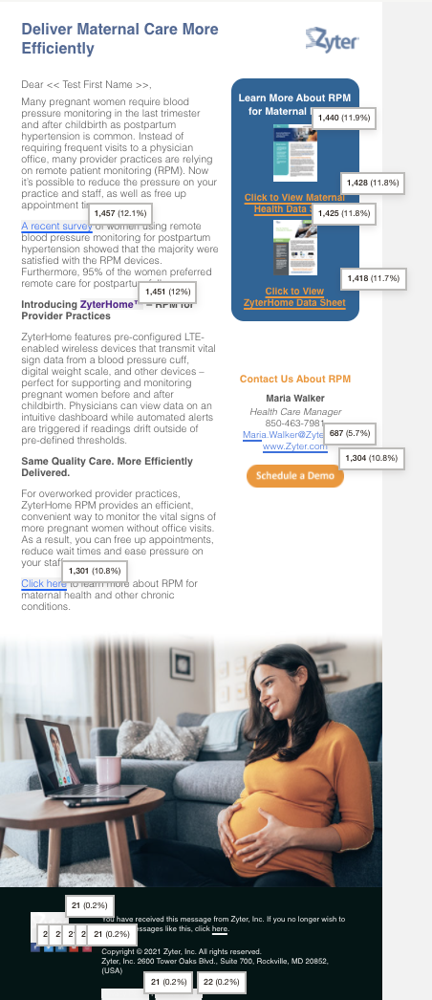 Deliver Maternal Care More
Efficiently
Zyter
Dear << Test First Name >>,
Many pregnant women require blood
pressure monitoring in the last trimester
and after childbirth as postpartum
hypertension is common. Instead of
requiring frequent visits to a physician
office, many provider practices are relying
on remote patient monitoring (RPM). Now
it's possible to reduce the pressure on your
practice and staff, as well as free up
appointment
1,457 (12.1%)
A recent survey of women using remote
blood pressure monitoring for postpartum
hypertension showed that the majority were
satisfied with the RPM devices.
Furthermore, 95% of the women preferred
remote care for
1,451 (12%)
Introducing ZyterHome™ – RPM for
Provider Practices
ZyterHome features pre-configured LTE-
enabled wireless devices that transmit vital
sign data from a blood pressure cuff,
digital weight scale, and other devices –
perfect for supporting and monitoring
pregnant women before and after
childbirth. Physicians can view data on an
intuitive dashboard while automated alerts
are triggered if readings drift outside of
pre-defined thresholds.
Same Quality Care. More Efficiently
Delivered.
For overworked provider practices,
ZyterHome RPM provides an efficient,
convenient way to monitor the vital signs of
more pregnant women without office visits.
As a result, you can free up appointments,
reduce wait times and ease pressure on
your
1,301 (10.8%)
Click here to learn more about RPM for
maternal health and other chronic
conditions.
Learn More About RPM
for Maternal
1,440 (11.9%)
1,428 (11.8%)
Click to View Maternal
Health Data
1,425 (11.8%)
1,418 (11.7%)
Click to View
ZyterHome Data Sheet
Contact Us About RPM
Maria Walker
Health Care Manager
850-463-7981
Maria.Walker@Zyte
687 (5.7%)
www.Zyter.com
1,304 (10.8%)
Schedule a Demo
21 (0.2%)
You have received this message from Zyter, Inc. If you no longer wish to
messages like this, click here.
2 2 2 2 21 (0.2%)
Copyright © 2021 Zyter, Inc. All rights reserved.
Zyter, Inc. 2600 Tower Oaks Blvd., Suite 700, Rockville, MD 20852,
(USA)
21 (0.2%) 22 (0.2%)